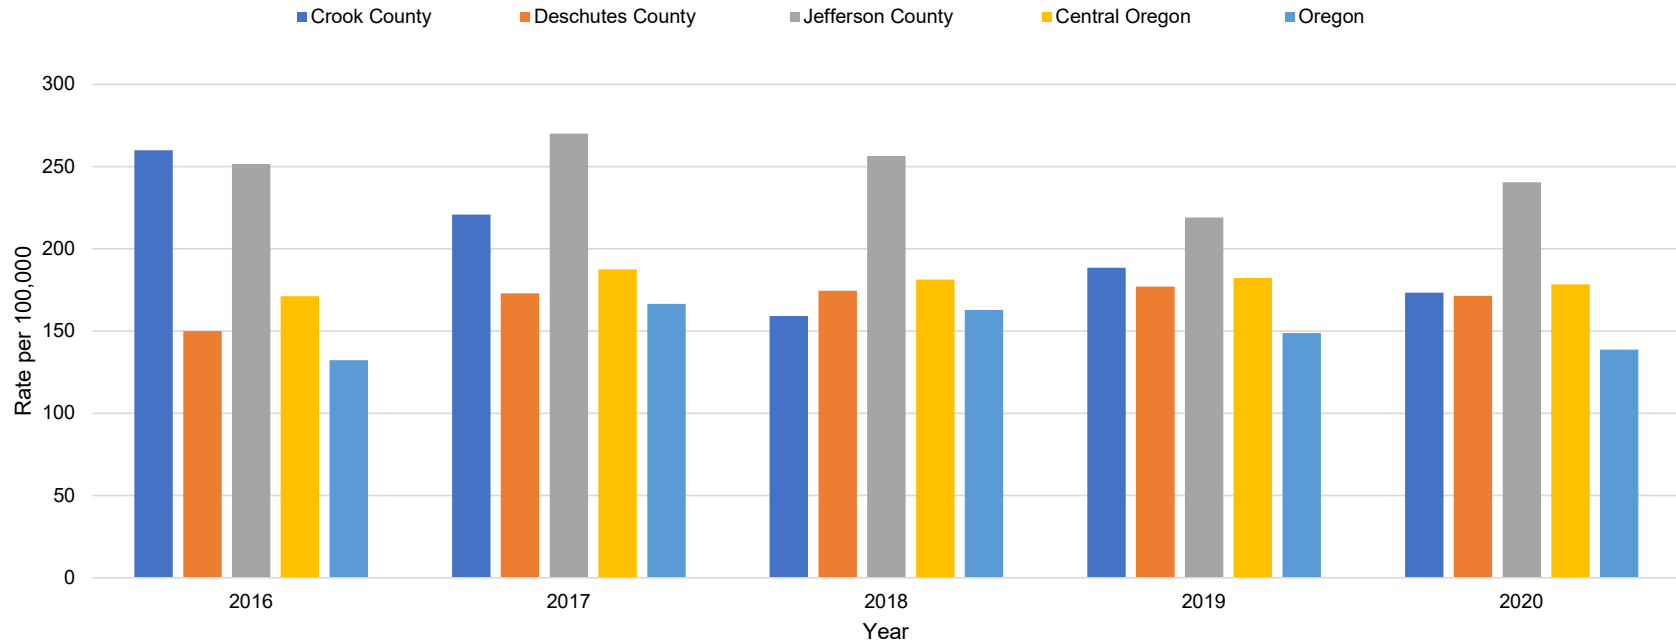 Crook County Deschutes County Jefferson County Central Oregon Oregon
300
250
200
150
100
50
0
Rate per 100,000
2016 2017 2018 2019 2020
Year